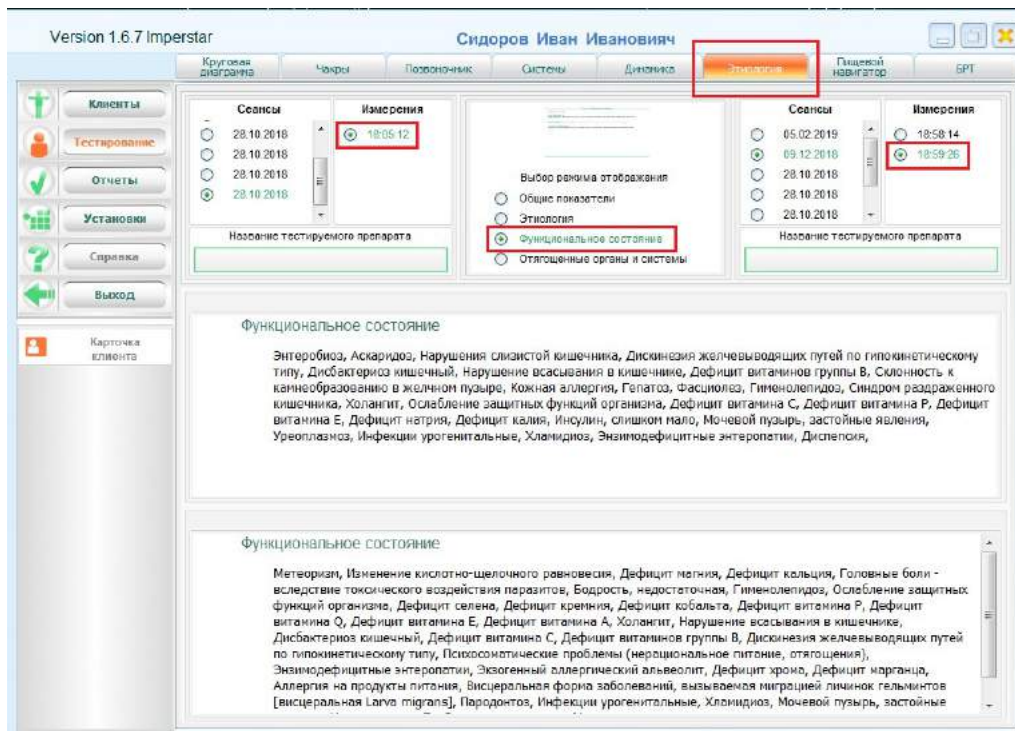 Version 1.6.7 Imperstar
Сидоров Иван Ивановияч
Круговая диаграмма
Чакры
Позвоночник
Системы
Динамика
Этиология
Пищевой навигатор
БРТ
Клиенты
Тестирование
Отчеты
Установки
Справка
Выход
Карточка клиента
Сеансы
Измерения
28.10.2018
18:05:12
28.10.2018
28.10.2018
28.10.2018
Название тестируемого препарата
Выбор режима отображения
Общие показатели
Этиология
Функциональное состояние
Отягощенные органы и системы
Сеансы
Измерения
05.02.2019
18:58:14
09.12.2018
18:59:26
28.10.2018
28.10.2018
28.10.2018
Название тестируемого препарата
Функциональное состояние
Энтеробиоз, Аскаридоз, Нарушения слизистой кишечника, Дискинезия желчевыводящих путей по гипокинетическому
типу, Дисбактериоз кишечный, Нарушение всасывания в кишечнике, Дефицит витаминов группы В, Склонность к
камнеобразованию в желчном пузыре, Кожная аллергия, Гепатоз, Фасциолез, Гименолепидоз, Синдром раздраженного
кишечника, Холангит, Ослабление защитных функций организма, Дефицит витамина С, Дефицит витамина Р, Дефицит
витамина Е, Дефицит натрия, Дефицит калия, Инсулин, слишком мало, Мочевой пузырь, застойные явления,
Уреоплазмоз, Инфекции урогенитальные, Хламидиоз, Энзимодефицитные энтеропатии, Диспепсия,
Функциональное состояние
Метеоризм, Изменение кислотно-щелочного равновесия, Дефицит магния, Дефицит кальция, Головные боли -
вследствие токсического воздействия паразитов, Бодрость, недостаточная, Гименолепидоз, Ослабление защитных
функций организма, Дефицит селена, Дефицит кремния, Дефицит кобальта, Дефицит витамина Р, Дефицит
витамина Q, Дефицит витамина Е, Дефицит витамина А, Холангит, Нарушение всасывания в кишечнике,
Дисбактериоз кишечный, Дефицит витамина С, Дефицит витаминов группы В, Дискинезия желчевыводящих путей
по гипокинетическому типу, Психосоматические проблемы (нерациональное питание, отягощения),
Энзимодефицитные энтеропатии, Экзогенный аллергический альвеолит, Дефицит хрома, Дефицит марганца,
Аллергия на продукты питания, Висцеральная форма заболеваний, вызываемая миграцией личинок гельминтов
[висцеральная Larva migrans], Пародонтоз, Инфекции урогенитальные, Хламидиоз, Мочевой пузырь, застойные